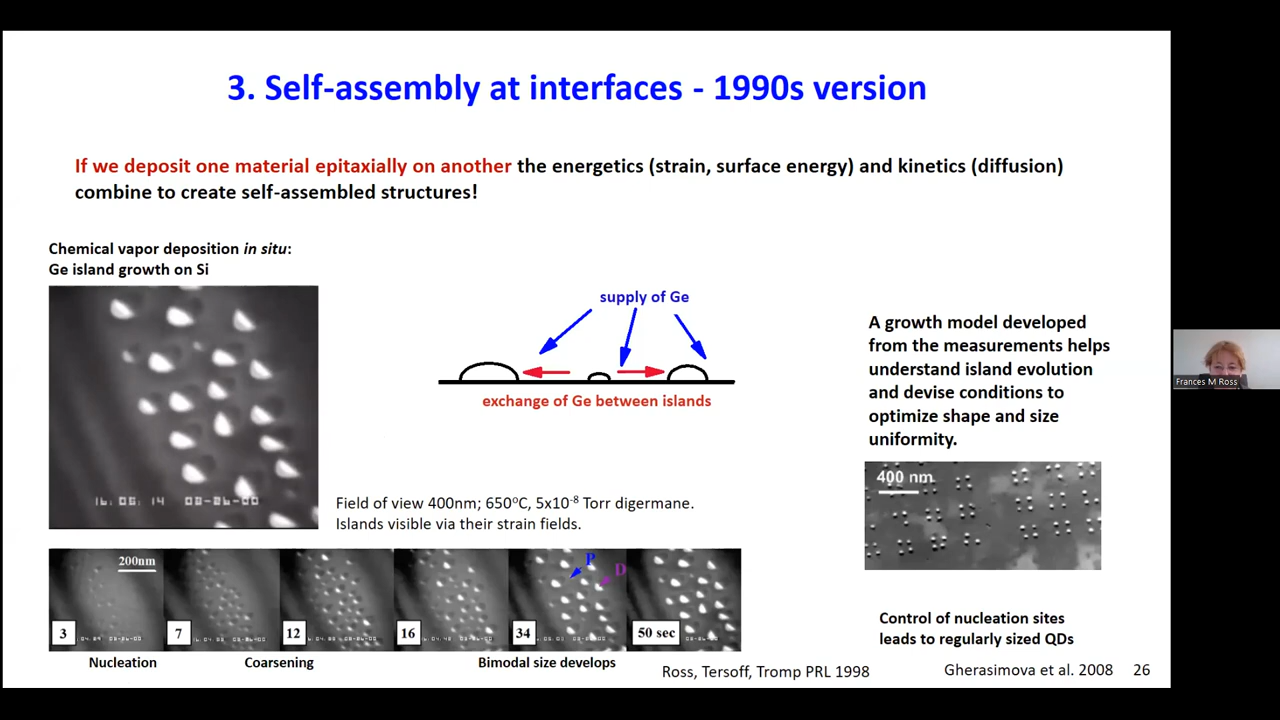 3. Self-assembly at interfaces - 1990s version
If we deposit one material epitaxially on another the energetics (strain, surface energy) and kinetics (diffusion)
combine to create self-assembled structures!
Chemical vapor deposition in situ:
Ge island growth on Si
16:05:14 08-26-00
supply of Ge
exchange of Ge between islands
Field of view 400nm; 650°C, 5x10⁻⁸ Torr digermane.
Islands visible via their strain fields.
A growth model developed
from the measurements helps
understand island evolution
and devise conditions to
optimize shape and size
uniformity.
400 nm
Control of nucleation sites
leads to regularly sized QDs
200nm
P
D
3
7
12
16
34
50 sec
Nucleation
Coarsening
Bimodal size develops
Ross, Tersoff, Tromp PRL 1998
Gherasimova et al. 2008
26
Frances M Ross